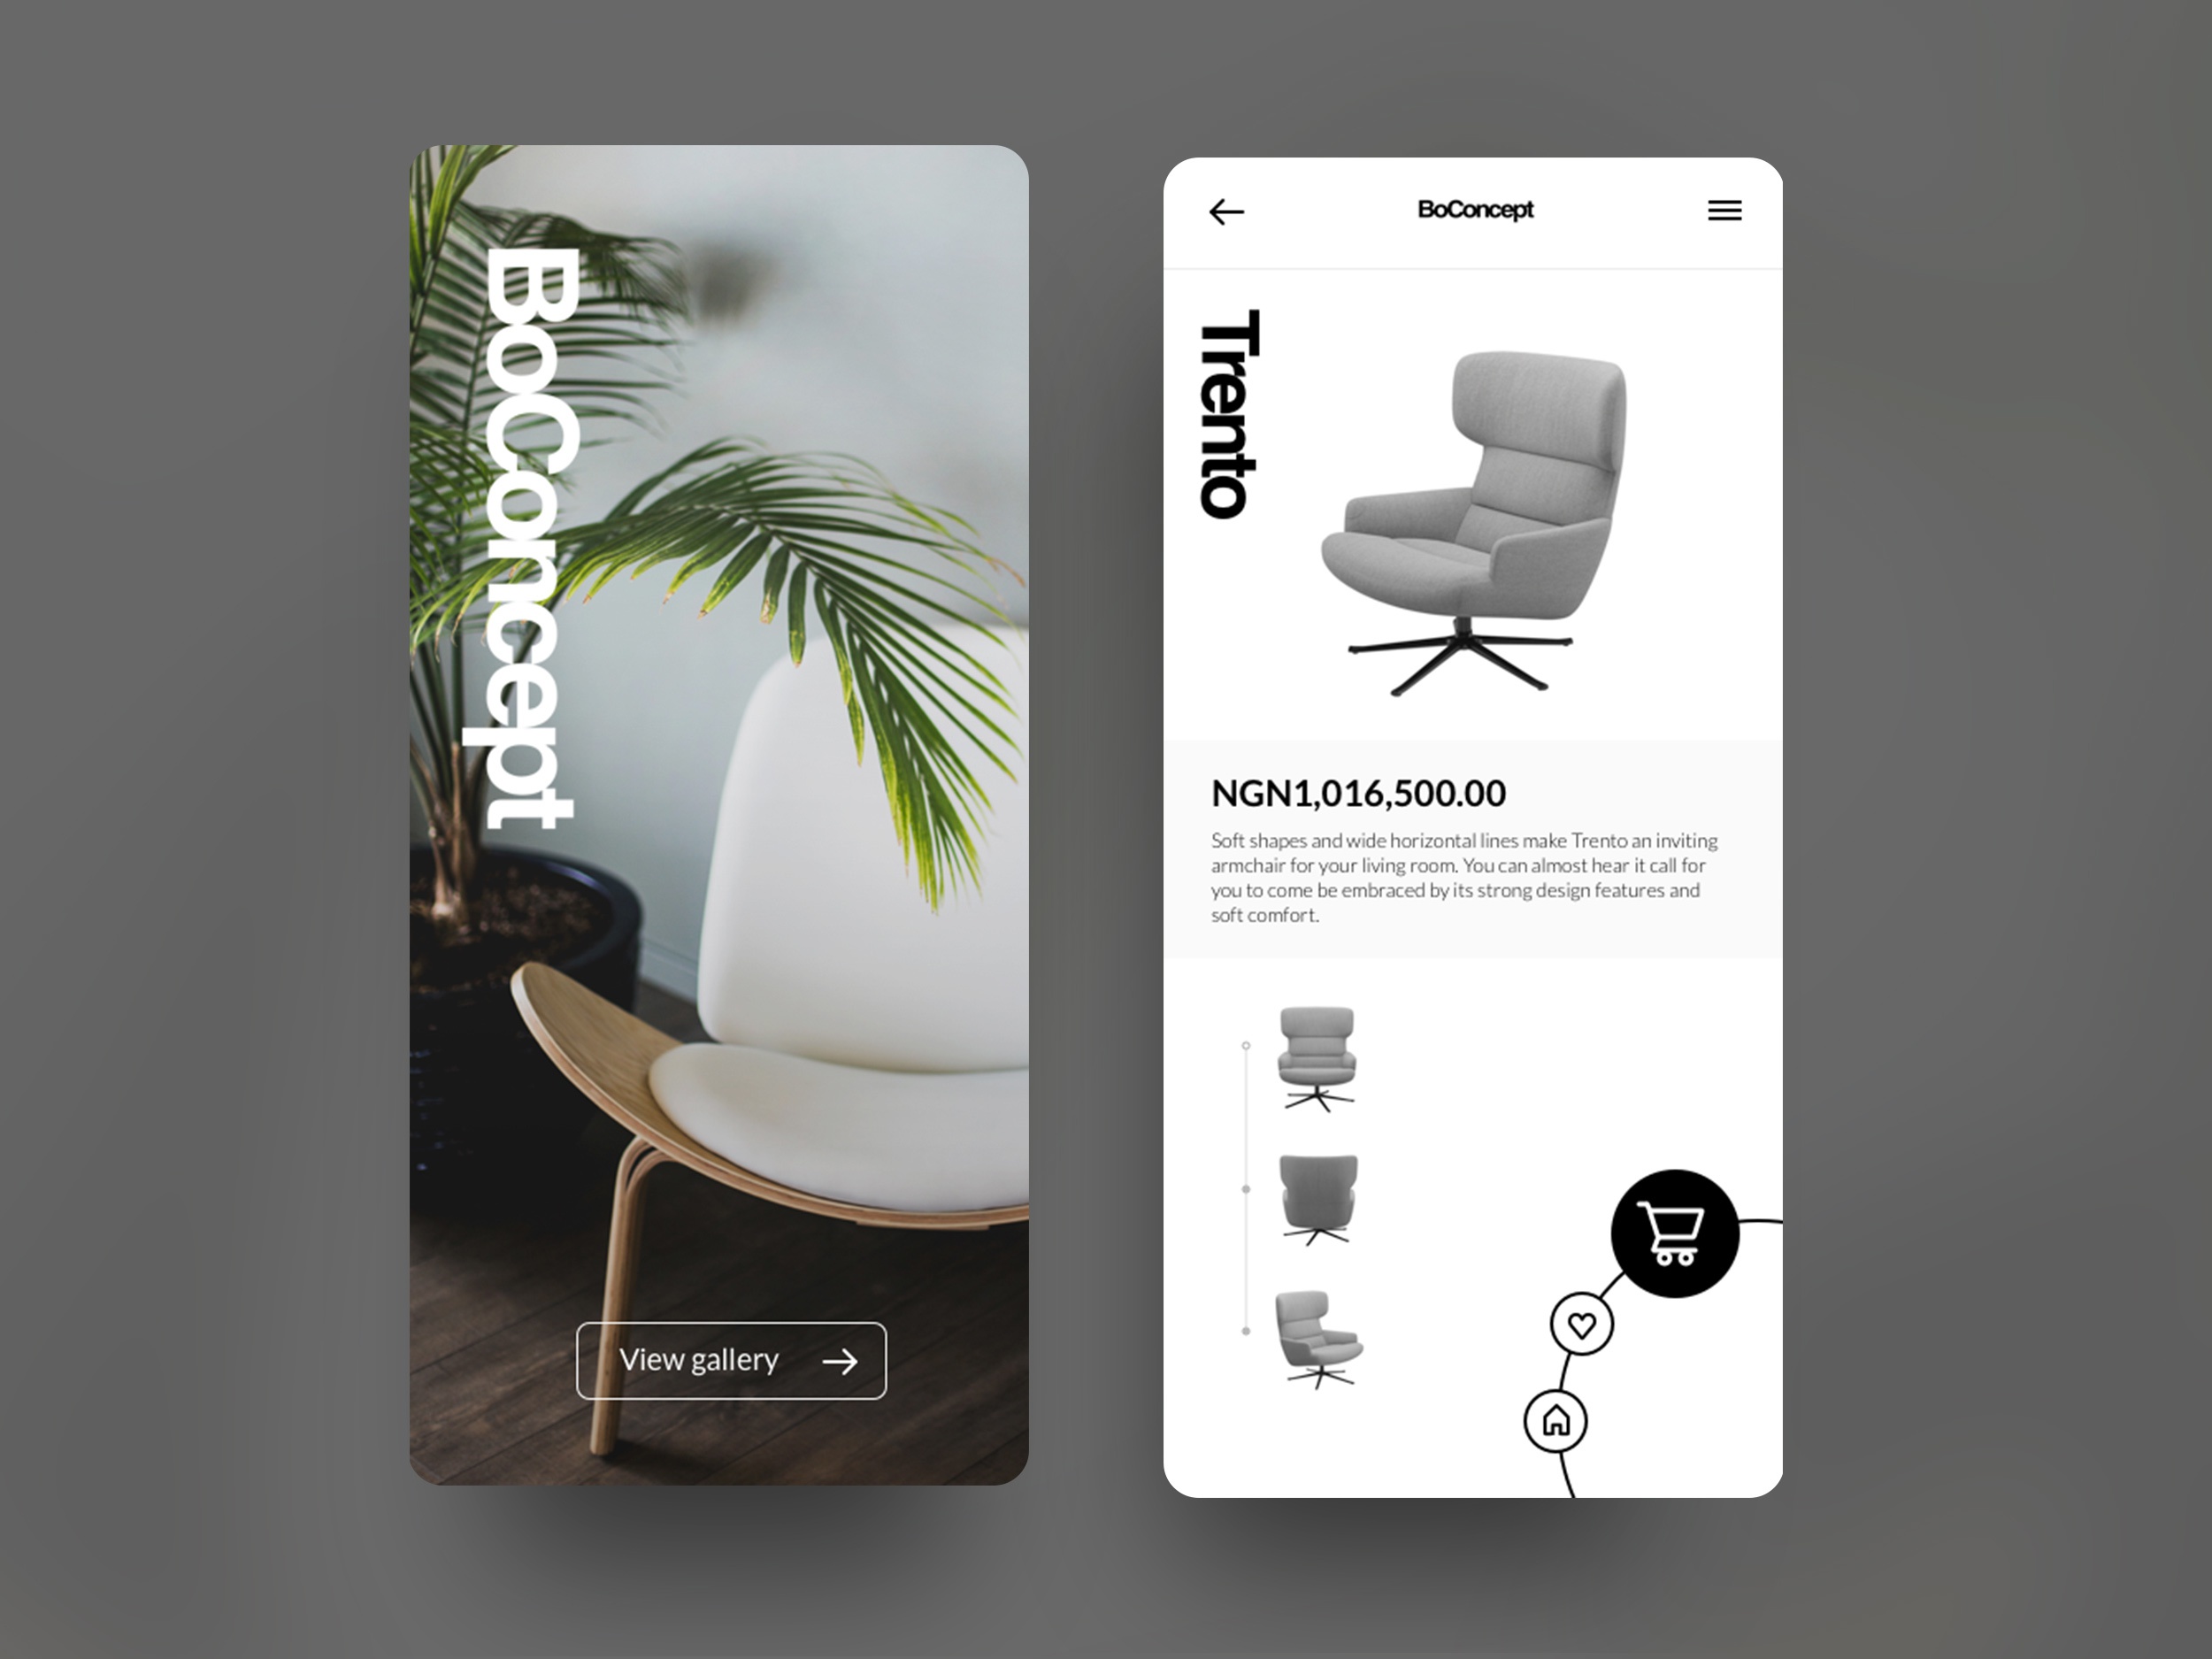 BoConcept
View gallery
BoConcept
Trento
NGN1,016,500.00
Soft shapes and wide horizontal lines make Trento an inviting
armchair for your living room. You can almost hear it call for
you to come be embraced by its strong design features and
soft comfort.